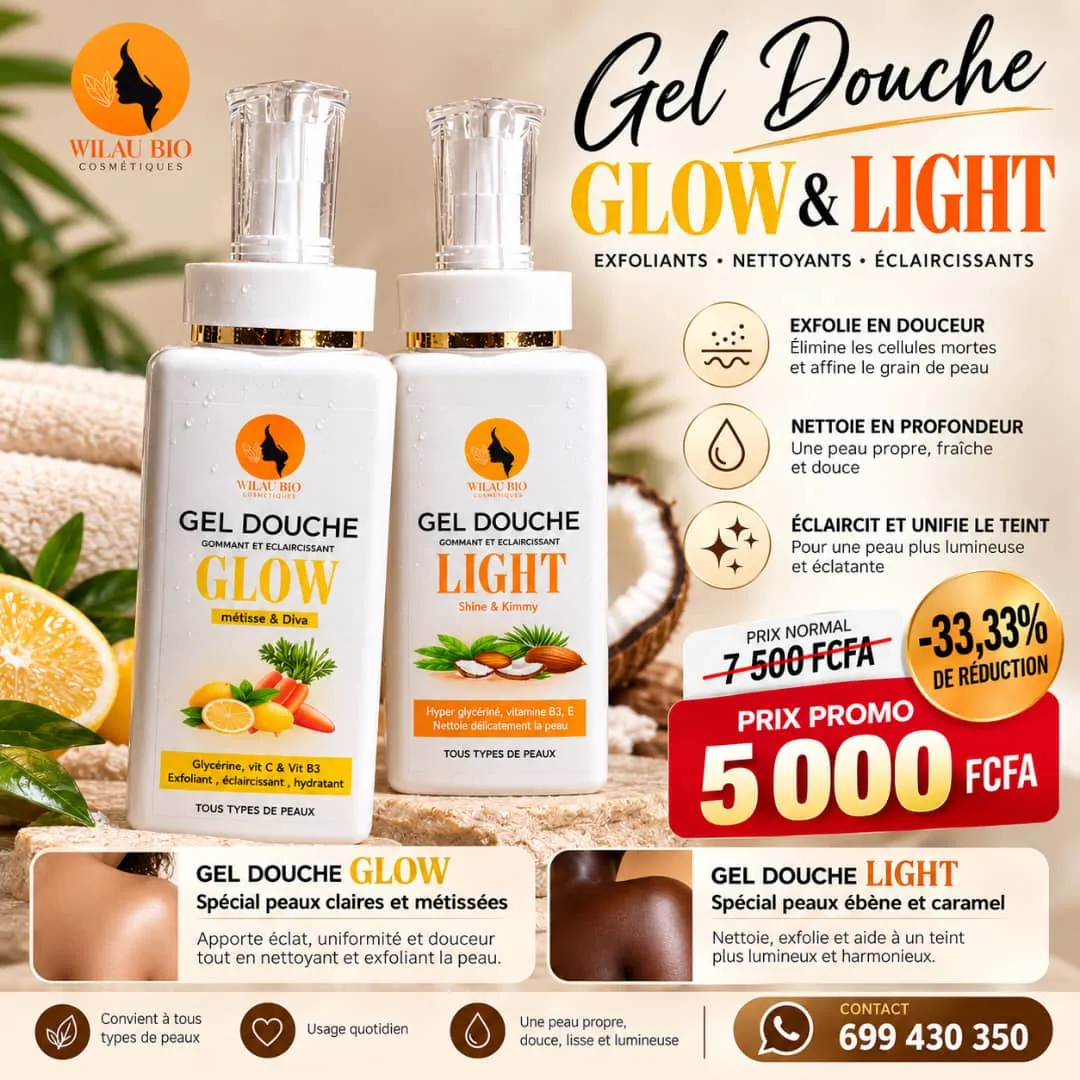 WILAU BIO
COSMÉTIQUES
Gel Douche
GLOW & LIGHT
EXFOLIANTS • NETTOYANTS • ÉCLAIRCISSANTS
EXFOLIE EN DOUCEUR
Élimine les cellules mortes
et affine le grain de peau
NETTOIE EN PROFONDEUR
Une peau propre, fraîche
et douce
ÉCLAIRCIT ET UNIFIE LE TEINT
Pour une peau plus lumineuse
et éclatante
WILAU BIO
COSMETIQUES
GEL DOUCHE
GOMMANT ET ECLAIRCISSANT
GLOW
métisse & Diva
Glycérine, vit C & Vit B3
Exfoliant , éclaircissant , hydratant
TOUS TYPES DE PEAUX
WILAU BIO
COSMETIQUES
GEL DOUCHE
GOMMANT ET ECLAIRCISSANT
LIGHT
Shine & Kimmy
Hyper glycériné, vitamine B3, E
Nettoie délicatement la peau
TOUS TYPES DE PEAUX
PRIX NORMAL
7 500 FCFA
-33,33%
DE RÉDUCTION
PRIX PROMO
5 000 FCFA
GEL DOUCHE GLOW
Spécial peaux claires et métissées
Apporte éclat, uniformité et douceur
tout en nettoyant et exfoliant la peau.
GEL DOUCHE LIGHT
Spécial peaux ébène et caramel
Nettoie, exfolie et aide à un teint
plus lumineux et harmonieux.
Convient à tous
types de peaux
Usage quotidien
Une peau propre,
douce, lisse et lumineuse
CONTACT
699 430 350